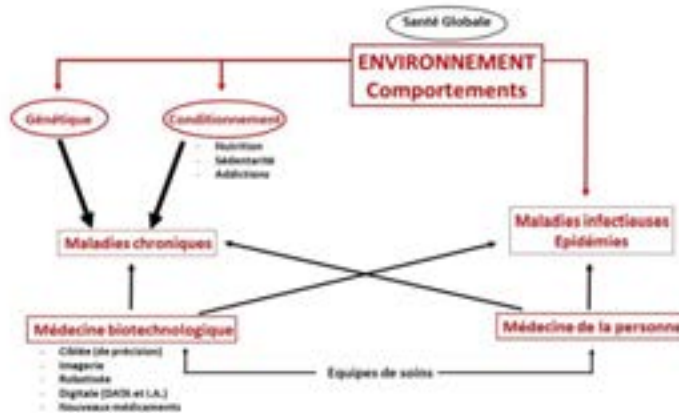 Santé Globale
ENVIRONNEMENT
Comportements
Génétique
Conditionnement
- Nutrition
- Sédentarité
- Addictions
Maladies chroniques
Maladies infectieuses
Epidémies
Médecine biotechnologique
Médecine de la personne
- Ciblée (de précision)
- Imagerie
- Robotisée
- Digitale (DATA et I.A.)
- Nouveaux médicaments
Equipes de soins